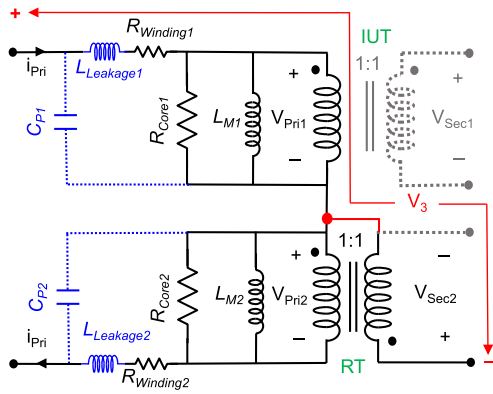 +
R_Winding1
IUT
i_Pri
L_Leakage1
1:1
+
+
C_P1
R_Core1
L_M1
V_Pri1
V_Sec1
–
–
V_3
1:1
+
–
C_P2
R_Core2
L_M2
V_Pri2
V_Sec2
L_Leakage2
–
+
i_Pri
R_Winding2
RT
–